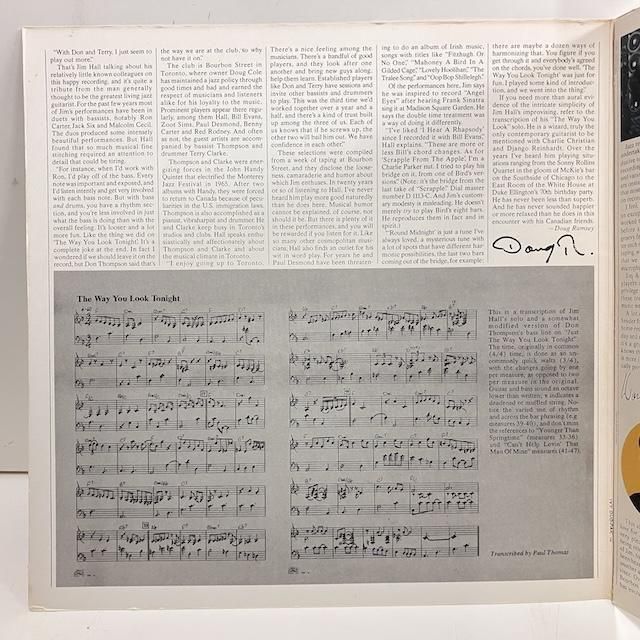 "With Don and Terry, I just seem to
play out more."
That's Jim Hall talking about his
relatively little known colleagues on
this happy recording, and it's quite a
tribute from the man generally
thought to be the greatest living jazz
guitarist. For the past few years most
of Jim's performances have been in
duets with bassists, notably Ron
Carter, Jack Six and Malcolm Cecil.
The duos produced some intensely
beautiful performances. But Hall
found that so much musical fine
stitching required an attention to
detail that could be tiring.
"For instance, when I'd work with
Ron, I'd play off of the bass. Every
note was important and exposed, and
I'd listen intently and get very involved
with each bass note. But with bass
and drums, you have a rhythm sec-
tion, and you're less involved in just
what the bass is doing than with the
overall feeling. It's looser and a lot
more fun. Like the thing we did on
'The Way You Look Tonight.' It's a
complete joke at the end. In fact I
wondered if we should leave it on the
record, but Don Thompson said that's
the way we are at the club, so why
not have it on."
The club is Bourbon Street in
Toronto, where owner Doug Cole
has maintained a jazz policy through
good times and bad and earned the
respect of musicians and listeners
alike for his loyalty to the music.
Prominent players appear there regu-
larly, among them, Bill Evans,
Zoot Sims, Paul Desmond, Benny
Carter and Red Rodney. And often
as not, the guest artists are accom-
panied by bassist Thompson and
drummer Terry Clarke.
Thompson and Clarke were ener-
gizing forces in the John Handy
Quintet that electrified the Monterey
Jazz Festival in 1965. After two
albums with Handy, they were forced
to return to Canada because of pecu-
liarities in the U.S. immigration laws.
Thompson is also accomplished as a
pianist, vibraharpist and drummer. He
and Clarke keep busy in Toronto's
studios and clubs. Hall speaks enthu-
siastically and affectionately about
Thompson and Clarke and about
the musical climate in Toronto.
"I enjoy going up to Toronto.
There's a nice feeling among the
musicians. There is a handful of good
players, and they look after one
another and bring new guys along,
help them learn. Established players
like Don and Terry have sessions and
invite other bassists and drummers
to play. This was the third time we'd
worked together over a year and a
half, and there's a kind of trust built
up among the three of us. Each of
us knows that if he screws up, the
other two will bail him out. We have
confidence in each other."
These selections were compiled
from a week of taping at Bourbon
Street, and they disclose the loose-
ness, camaraderie and humor about
which Jim enthuses. In twenty years
or so of listening to Hall, I've never
heard him play more good naturedly
than he does here. Musical humor
cannot be explained, of course, nor
should it be. But there is plenty of it
in these performances, and you will
be rewarded if you listen for it. Like
so many other compositikon musi-
cians, Hall also finds an outlet for his
wit in word play. For years he and
Paul Desmond have been threaten-
ing to do an album of Irish music,
songs with titles like "Fitzhugh Or
No One," "Mahoney A Bird In A
Gilded Cage," "Lovely Hoolihan," "The
Tralee Song," and "Oop Bop Shillelegh."
Of the performances here, Jim says
he was inspired to record "Angel
Eyes" after hearing Frank Sinatra
sing it at Madison Square Garden. He
says the double time treatment was
a way of doing it differently.
"I've liked 'I Hear A Rhapsody'
since I recorded it with Bill Evans,"
Hall explains. "These are more or
less Bill's chord changes. As for
'Scrapple From The Apple,' I'm a
Charlie Parker nut. I tried to play his
bridge on it, from one of Bird's ver-
sions." (Note: it's the bridge from the
last take of "Scrapple" Dial master
number D 1113-C. And Jim's custom-
ary modesty is misleading. He doesn't
merely try to play Bird's eight bars.
He reproduces them in fact and in
spirit.)
"'Round Midnight' is just a tune I've
always loved, a mysterious tune with
a lot of spots that have different har-
monic possibilities, the last two bars
coming out of the bridge, for example;
there are maybe a dozen ways of
harmonizing that. You figure if you
get through it and everybody's agreed
on the chords, you've done well. 'The
Way You Look Tonight' was just for
fun. I played some kind of introduc-
tion, and we went into the thing."
If you need more than aural evi-
dence of the intrinsic simplicity of
Jim Hall's improvising, refer to the
transcription of his "The Way You
Look" solo. He is a wizard, truly the
only contemporary guitarist to be
mentioned with Charlie Christian
and Django Reinhardt. Over the
years I've heard him playing situ-
ations ranging from the Sonny Rollins
Quartet in the gloom of McKie's bar
on the Southside of Chicago to the
East Room of the White House at
Duke Ellington's 70th birthday party.
He has never been less than superb.
And he has never sounded happier
or more relaxed than he does in this
encounter with his Canadian friends.
—Doug Ramsey
Doug R.
The Way You Look Tonight
This is a transcription of Jim
Hall's solo and a somewhat
modified version of Don
Thompson's bass line on "Just
The Way You Look Tonight".
The time, originally in common
(4/4) time, is done as an un-
commonly quick waltz (3/4),
with the changes going by one
per measure, as opposed to two
per measure in the original.
Guitar and bass sound an octave
lower than written; x indicates a
deadened or muffled string. No-
tice the varied use of rhythm
and across the bar phrasing (e.g.
measures 39-40), and don't miss
the references to "Younger Than
Springtime" (measures 33-36)
and "Can't Help Lovin' That
Man Of Mine" measures (41-47).
Transcribed by Paul Thomas